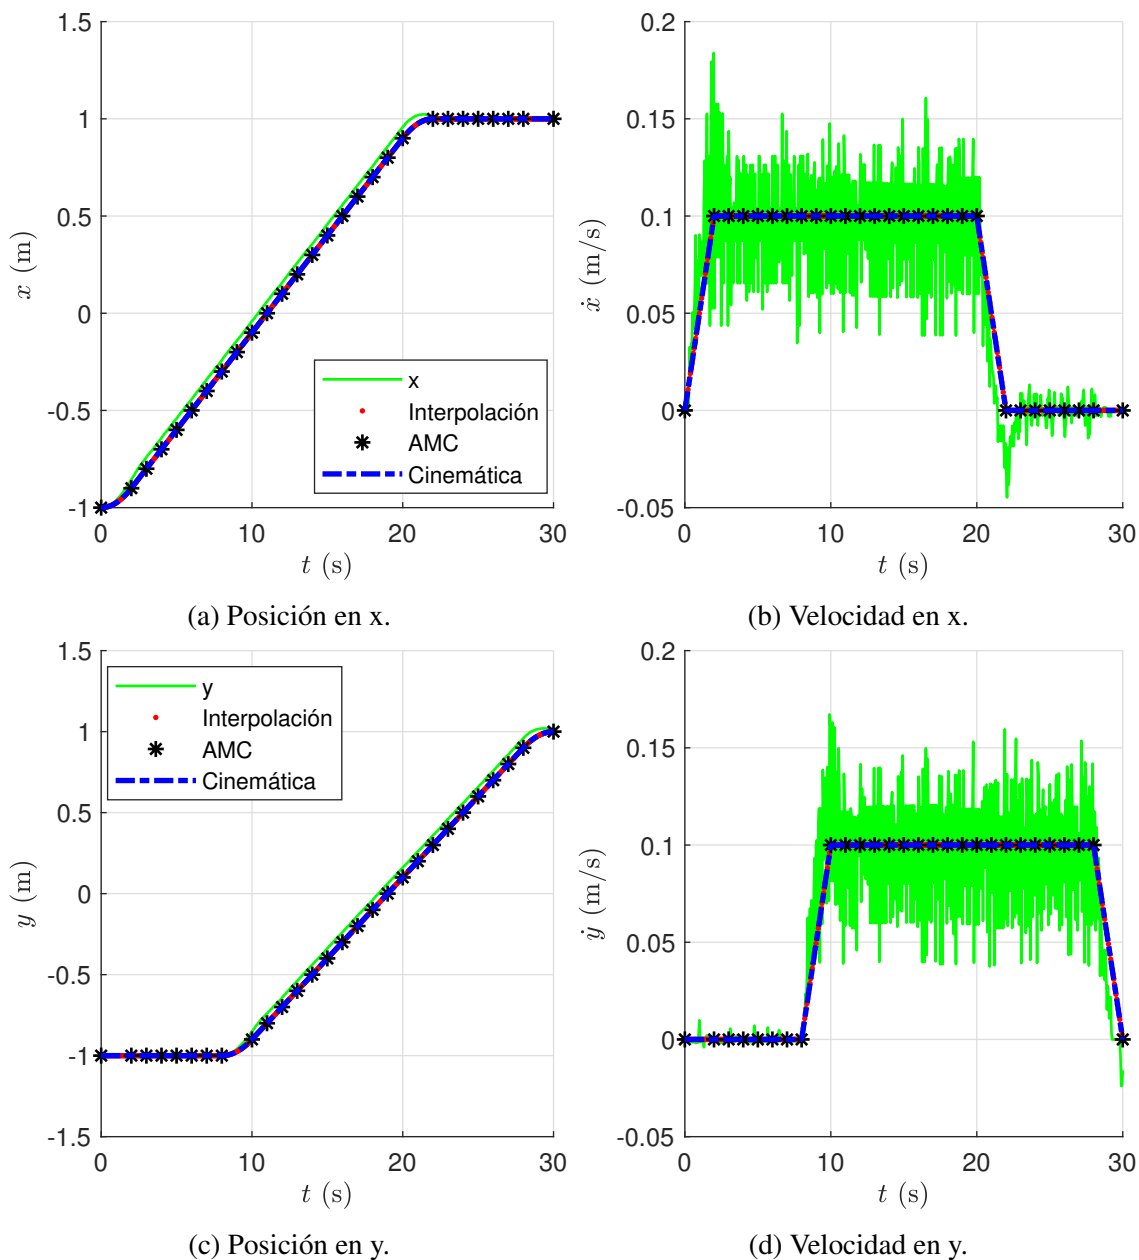 1.5
1
0.5
0
-0.5
-1
x (m)
0 10 20 30
t (s)
x
Interpolación
AMC
Cinemática
(a) Posición en x.
0.2
0.15
0.1
0.05
0
-0.05
ẋ (m/s)
0 10 20 30
t (s)
(b) Velocidad en x.
1.5
1
0.5
0
-0.5
-1
-1.5
y (m)
y
Interpolación
AMC
Cinemática
0 10 20 30
t (s)
(c) Posición en y.
0.2
0.15
0.1
0.05
0
-0.05
ẏ (m/s)
0 10 20 30
t (s)
(d) Velocidad en y.